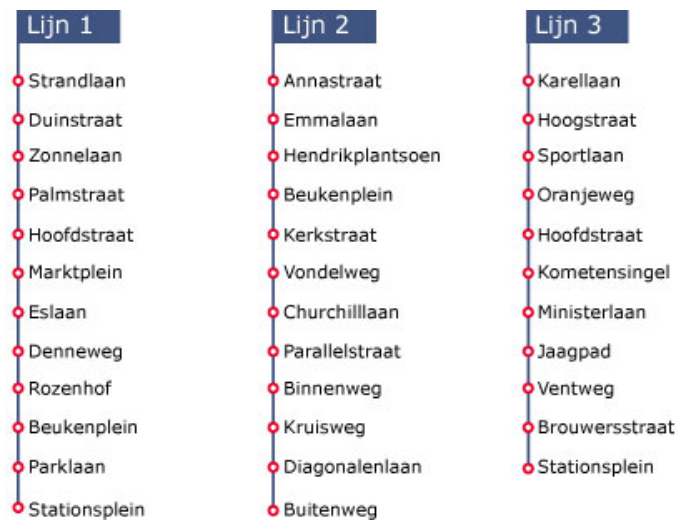 Lijn 1
Strandlaan
Duinstraat
Zonnelaan
Palmstraat
Hoofdstraat
Marktplein
Eslaan
Denneweg
Rozenhof
Beukenplein
Parklaan
Stationsplein
Lijn 2
Annastraat
Emmalaan
Hendrikplantsoen
Beukenplein
Kerkstraat
Vondelweg
Churchilllaan
Parallelstraat
Binnenweg
Kruisweg
Diagonalenlaan
Buitenweg
Lijn 3
Karellaan
Hoogstraat
Sportlaan
Oranjeweg
Hoofdstraat
Kometensingel
Ministerlaan
Jaagpad
Ventweg
Brouwersstraat
Stationsplein